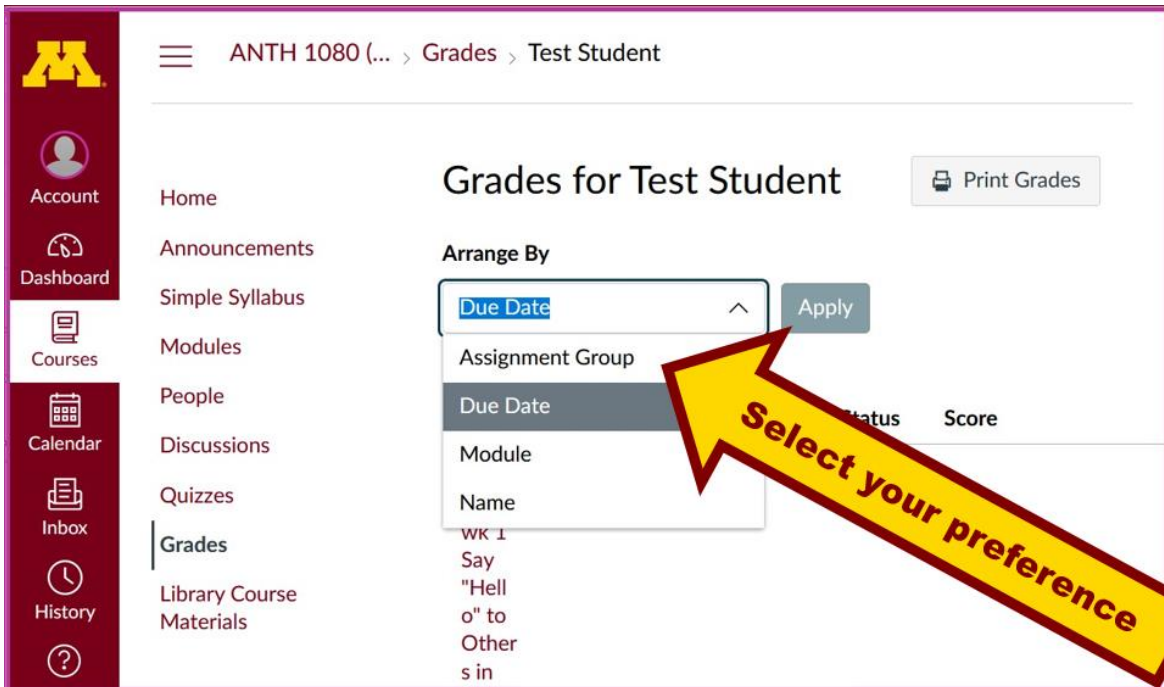 M
ANTH 1080 (... > Grades > Test Student
Account
Dashboard
Courses
Calendar
Inbox
History
Home
Announcements
Simple Syllabus
Modules
People
Discussions
Quizzes
Grades
Library Course
Materials
Grades for Test Student
Print Grades
Arrange By
Due Date
Apply
Assignment Group
Due Date
Module
Name
Status Score
wk 1
Say
"Hell
o" to
Other
s in
Select your preference